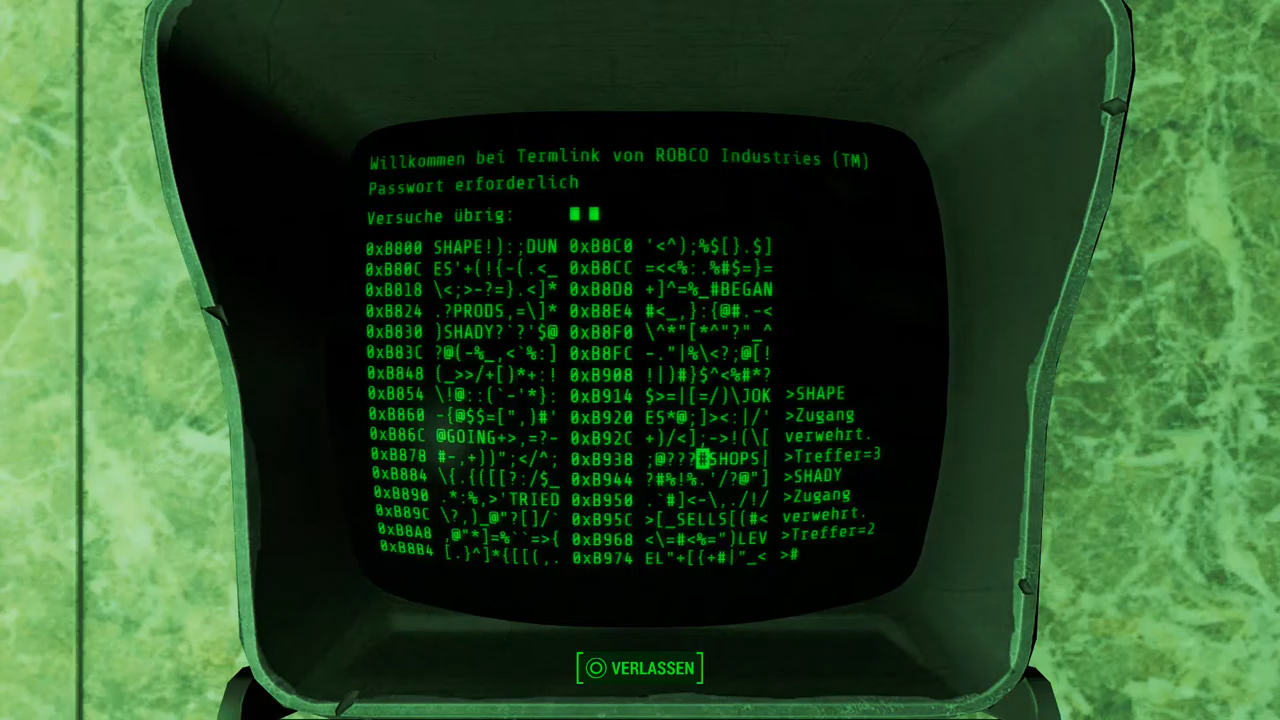 Willkommen bei Termlink von ROBCO Industries (TM)
Passwort erforderlich
Versuche übrig: ■ ■
0xB800 SHAPE!):;DUN 0xB8C0 '<^);%$[}.$]
0xB80C ES'+(!{-(.<_ 0xB8CC =<<%:.%#$=}=
0xB818 \<;>-?=}.<]* 0xB8D8 +]^=%_#BEGAN
0xB824 .?PRODS,=\]* 0xB8E4 #<_,}:{@#.-<
0xB830 )SHADY?`?'$@ 0xB8F0 \^*"[*^"?"_^
0xB83C ?@(-%_,<`%:] 0xB8FC -."|%\<?;@[!
0xB848 (_>>/+[)*+:! 0xB908 !|)#}$^<%#*?
0xB854 \!@::(`-'*}: 0xB914 $>=|[=/)\JOK >SHAPE
0xB860 -{@$$=[",)#' 0xB920 ES*@;]><:|/' >Zugang
0xB86C @GOING+>,=?- 0xB92C +)/<];->!(\[ verwehrt.
0xB878 #-,+))";</^; 0xB938 ;@???#SHOPS| >Treffer=3
0xB884 \{.{([[?:/$_ 0xB944 ?#%!%.'/?@"] >SHADY
0xB890 .*:%,>'TRIED 0xB950 .`#]<-\,./!/ >Zugang
0xB89C \?,)_@"?[]/` 0xB95C >[_SELLS[(#< verwehrt.
0xB8A8 ,@"*]=%``=>{ 0xB968 <\=#<%=")LEV >Treffer=2
0xB8B4 [.}^]*{[[(,. 0xB974 EL"+[{+#|"_< >#
VERLASSEN